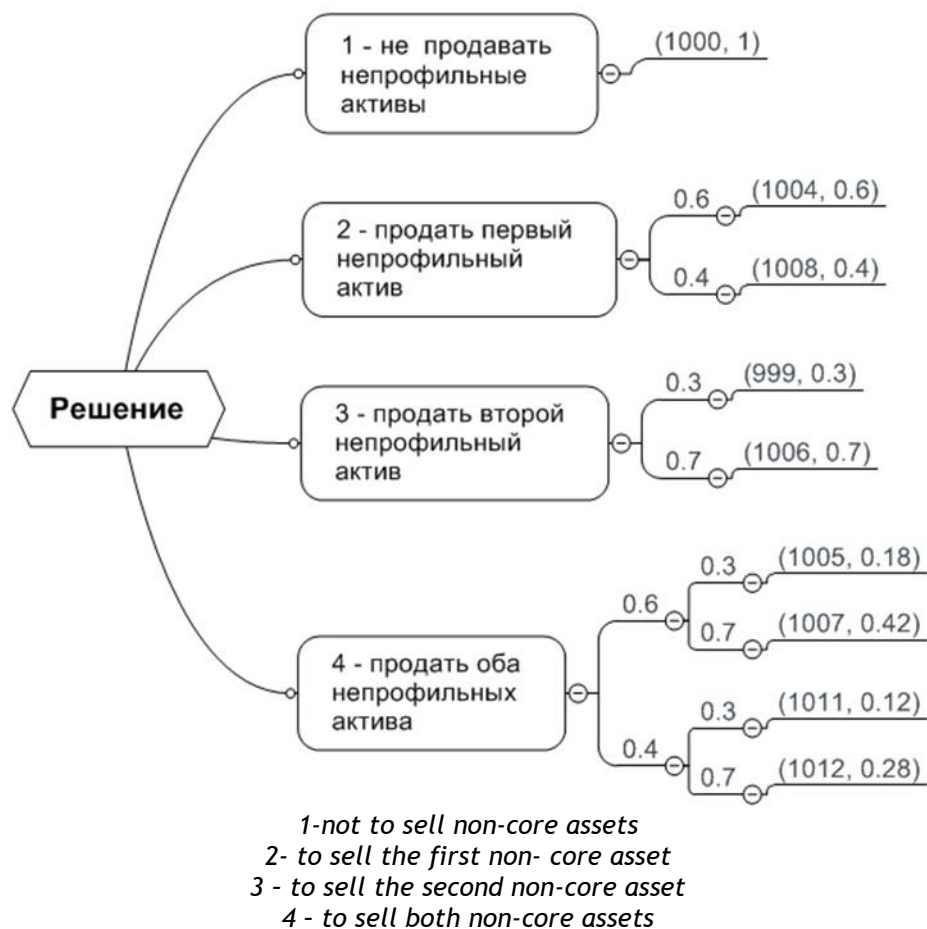 1 - не продавать
непрофильные
активы
(1000, 1)
2 - продать первый
непрофильный
актив
0.6
(1004, 0.6)
0.4
(1008, 0.4)
Решение
3 - продать второй
непрофильный
актив
0.3
(999, 0.3)
0.7
(1006, 0.7)
4 - продать оба
непрофильных
актива
0.6
0.3
(1005, 0.18)
0.7
(1007, 0.42)
0.4
0.3
(1011, 0.12)
0.7
(1012, 0.28)
1-not to sell non-core assets
2- to sell the first non- core asset
3 – to sell the second non-core asset
4 – to sell both non-core assets